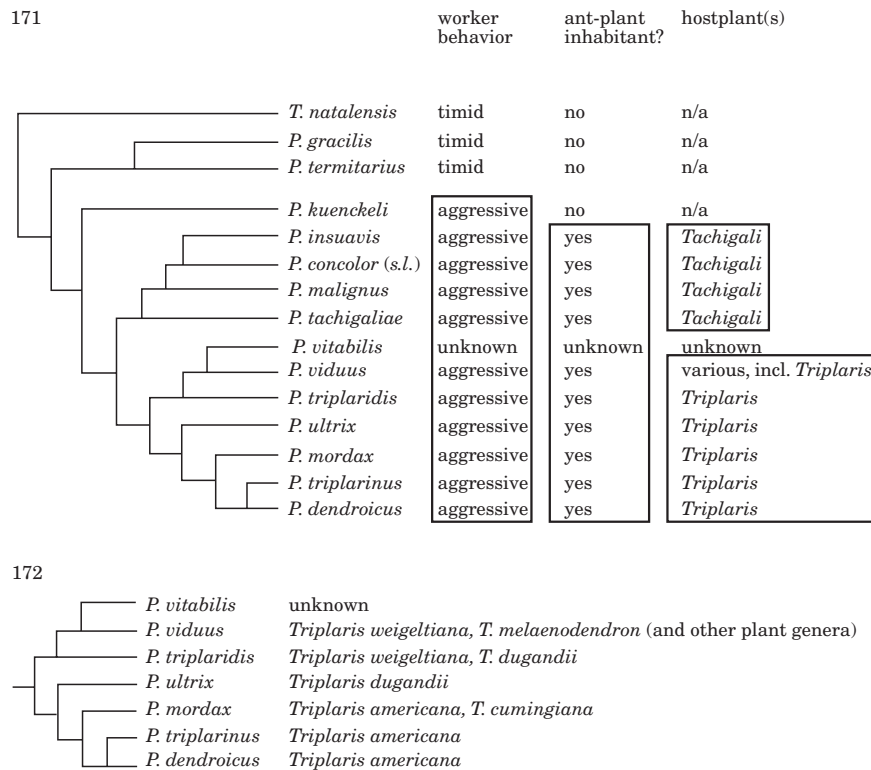 171 worker ant-plant hostplant(s)
behavior inhabitant?
T. natalensis timid no n/a
P. gracilis timid no n/a
P. termitarius timid no n/a
P. kuenckeli aggressive no n/a
P. insuavis aggressive yes Tachigali
P. concolor (s.l.) aggressive yes Tachigali
P. malignus aggressive yes Tachigali
P. tachigaliae aggressive yes Tachigali
P. vitabilis unknown unknown unknown
P. viduus aggressive yes various, incl. Triplaris
P. triplaridis aggressive yes Triplaris
P. ultrix aggressive yes Triplaris
P. mordax aggressive yes Triplaris
P. triplarinus aggressive yes Triplaris
P. dendroicus aggressive yes Triplaris
172
P. vitabilis unknown
P. viduus Triplaris weigeltiana, T. melaenodendron (and other plant genera)
P. triplaridis Triplaris weigeltiana, T. dugandii
P. ultrix Triplaris dugandii
P. mordax Triplaris americana, T. cumingiana
P. triplarinus Triplaris americana
P. dendroicus Triplaris americana